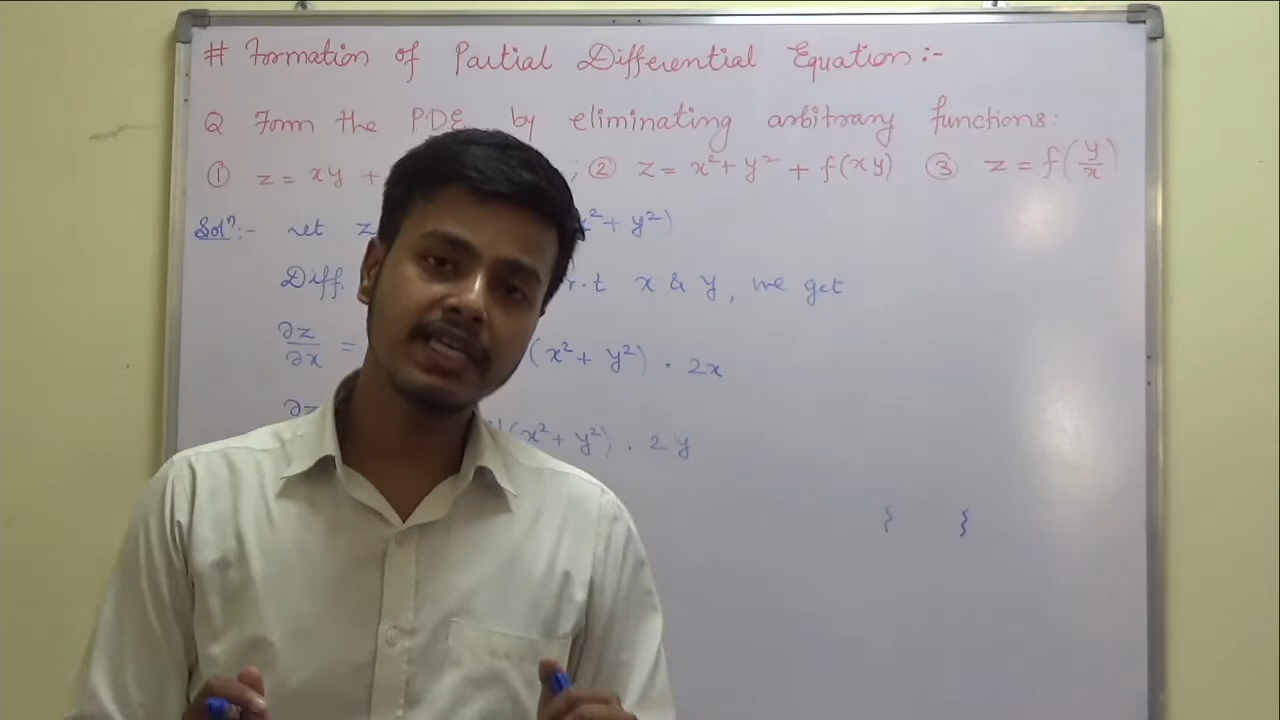 # Formation of Partial Differential Equation :-
Q Form the PDE by eliminating arbitrary functions:
① z = xy + ; ② z = x² + y² + f(xy) ③ z = f(y/x)
Solⁿ:- Let z x² + y²)
Diff. r.t x & y, we get
∂z/∂x = (x² + y²) · 2x
∂z (x² + y²) · 2y
} }